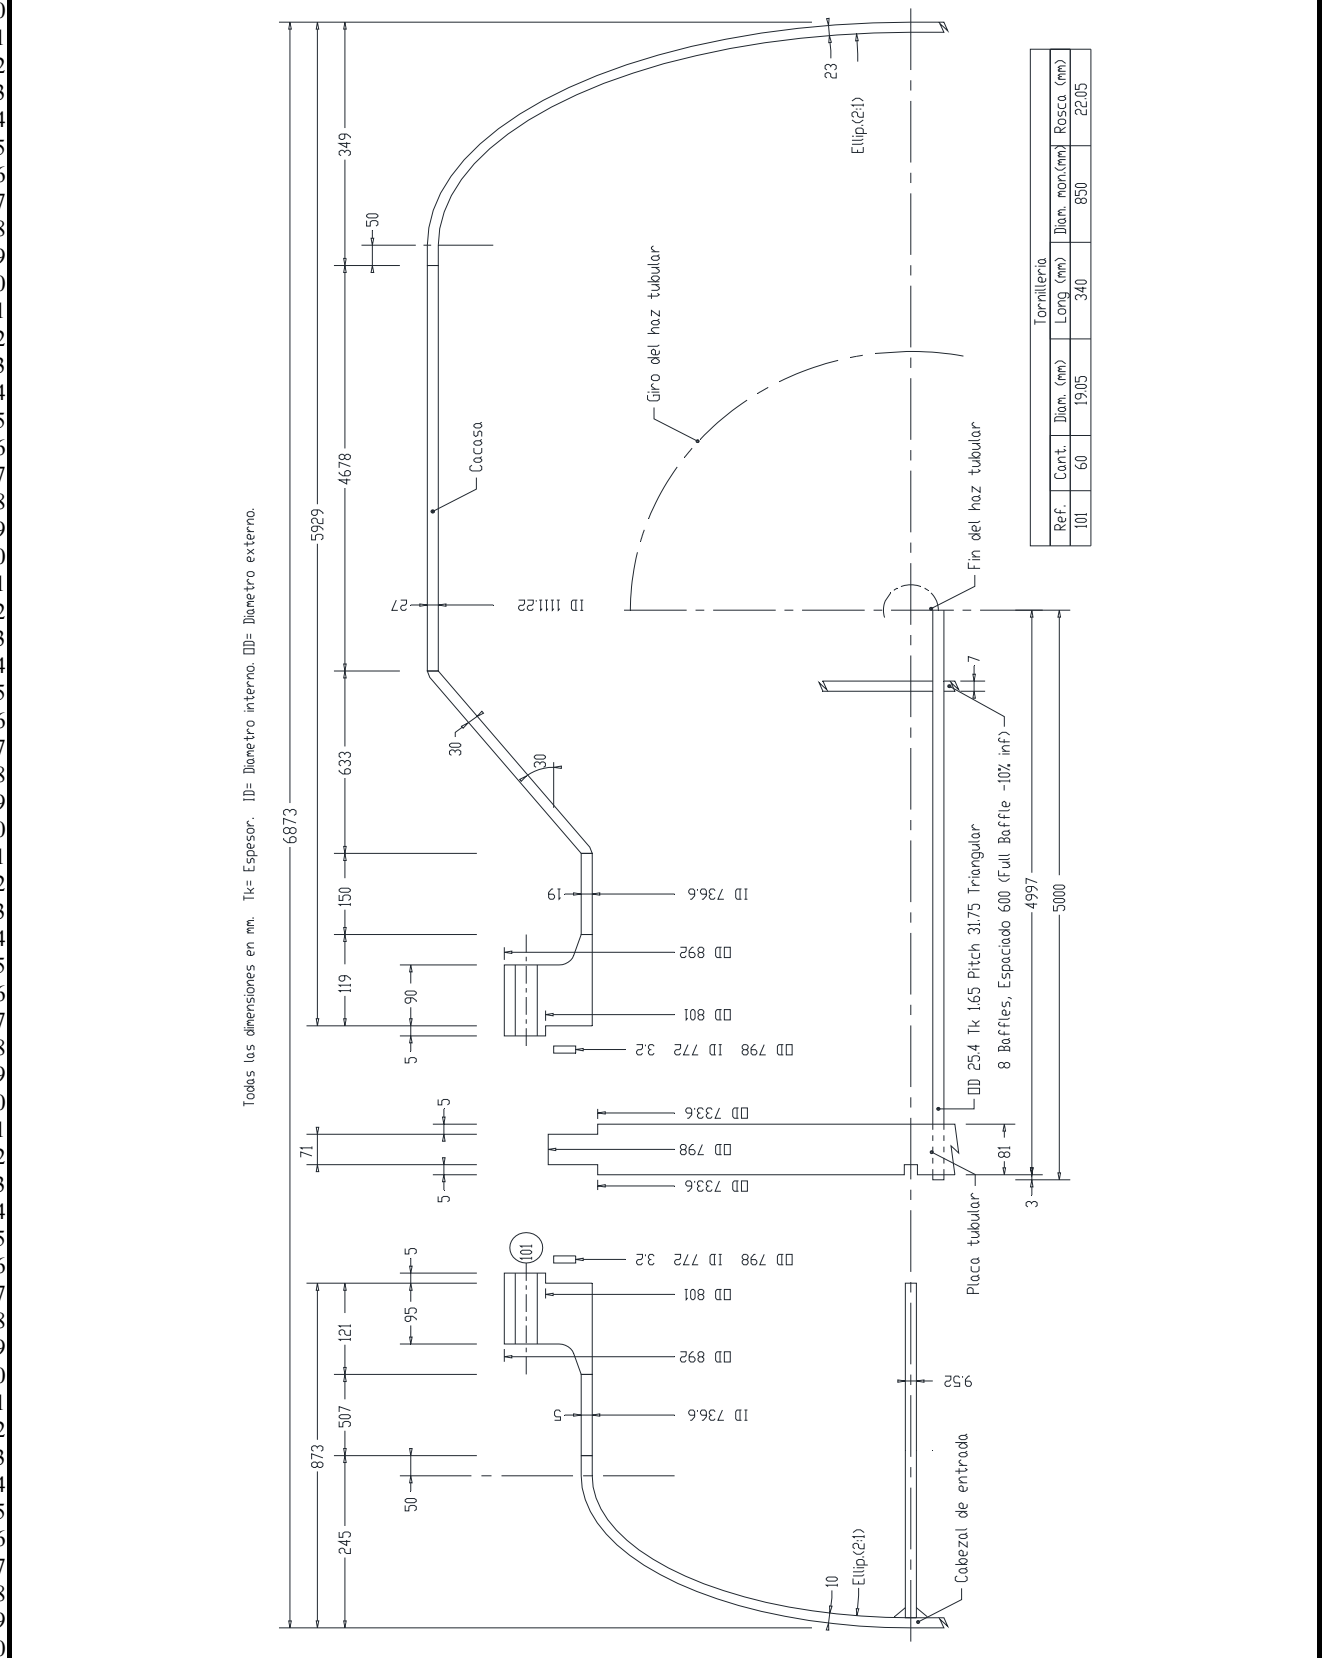 Todas las dimensiones en mm. Tk= Espesor. ID= Diametro interno. OD= Diametro externo.
6873
873
5929
71
245
507
121
119
150
633
4678
349
50
95
5
5
5
5
90
50
101
5
ID 736.6
OD 892
OD 801
OD 798 ID 772 3.2
OD 733.6
OD 798
OD 733.6
OD 798 ID 772 3.2
OD 801
OD 892
19
ID 736.6
30
30
27
ID 1111.22
Cacasa
Giro del haz tubular
10
Ellip.(2:1)
23
Ellip.(2:1)
9.52
Cabezal de entrada
Placa tubular
OD 25.4 Tk 1.65 Pitch 31.75 Triangular
8 Baffles, Espaciado 600 (Full Baffle -10% inf)
7
Fin del haz tubular
81
3
4997
5000
Tornilleria
Ref. Cant. Diam. (mm) Long (mm) Diam. mon.(mm) Rosca (mm)
101 60 19.05 340 850 22.05